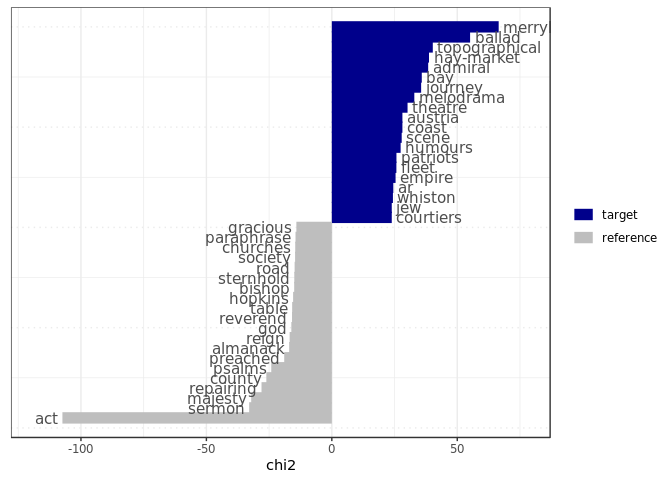 merry
ballad
topographical
hay-market
admiral
bay
journey
melodrama
theatre
austria
coast
scene
humours
patriots
fleet
empire
ar
whiston
jew
courtiers
gracious
paraphrase
churches
society
road
sternhold
bishop
hopkins
table
reverend
god
reign
almanack
preached
psalms
county
repairing
majesty
sermon
act
target
reference
-100 -50 0 50
chi2